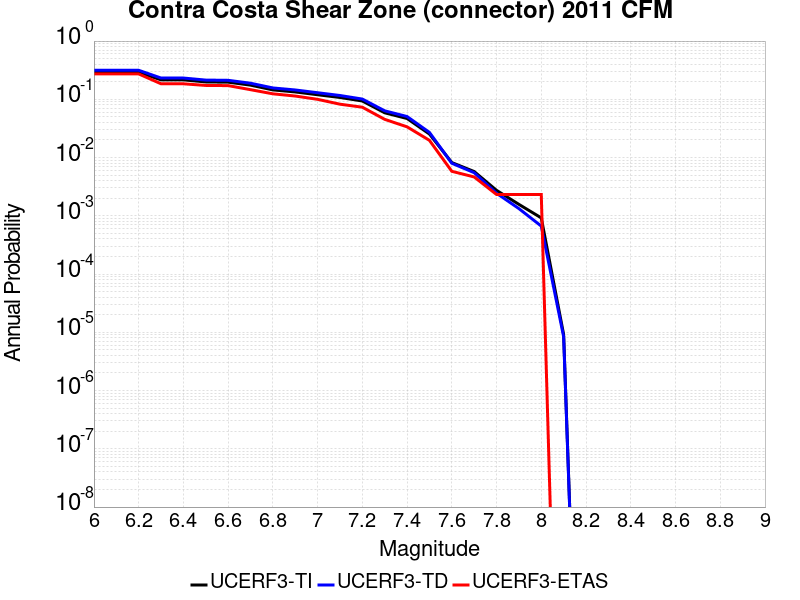 Contra Costa Shear Zone (connector) 2011 CFM
Annual Probability
10^0
10^-1
10^-2
10^-3
10^-4
10^-5
10^-6
10^-7
10^-8
6 6.2 6.4 6.6 6.8 7 7.2 7.4 7.6 7.8 8 8.2 8.4 8.6 8.8 9
Magnitude
UCERF3-TI UCERF3-TD UCERF3-ETAS